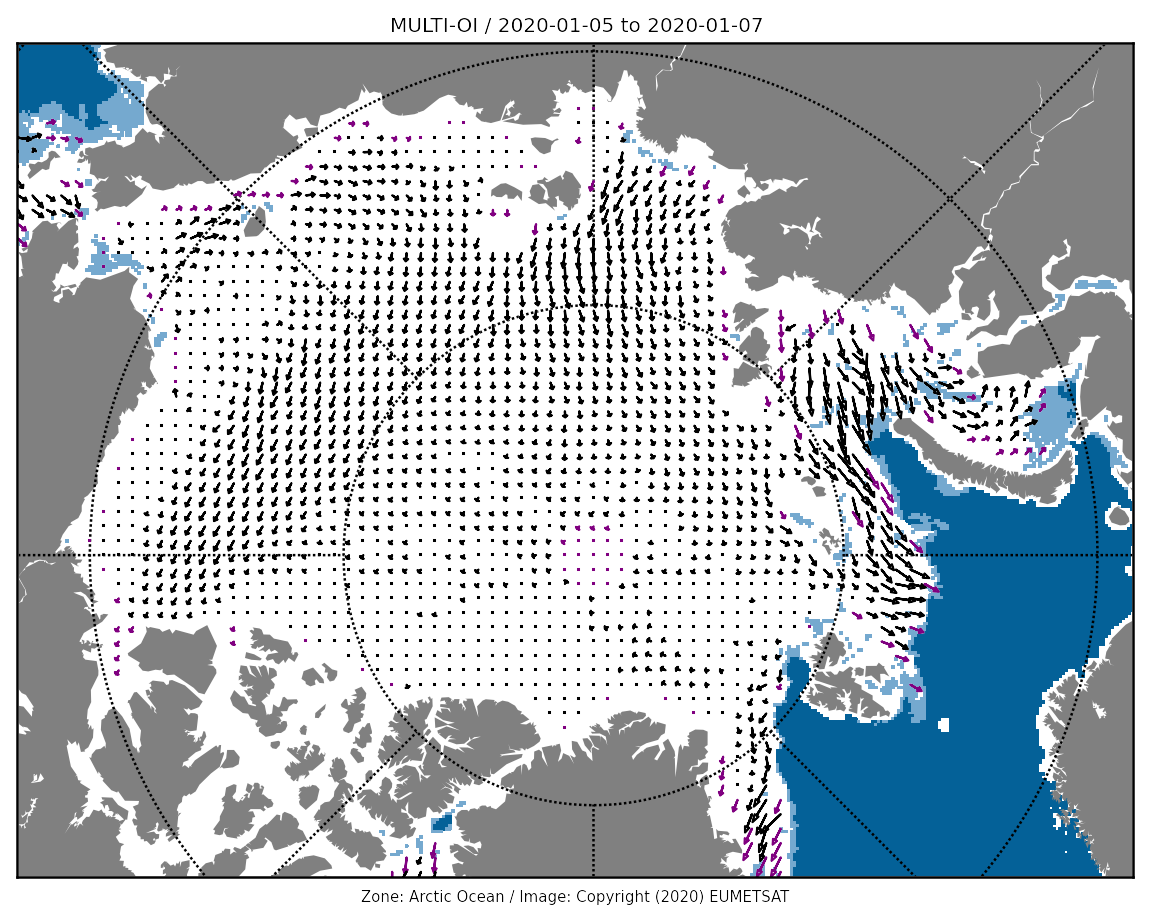 MULTI-OI / 2020-01-05 to 2020-01-07
Zone: Arctic Ocean / Image: Copyright (2020) EUMETSAT